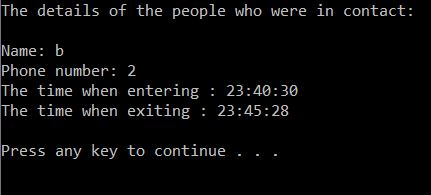 The details of the people who were in contact:
Name: b
Phone number: 2
The time when entering : 23:40:30
The time when exiting : 23:45:28
Press any key to continue . . .